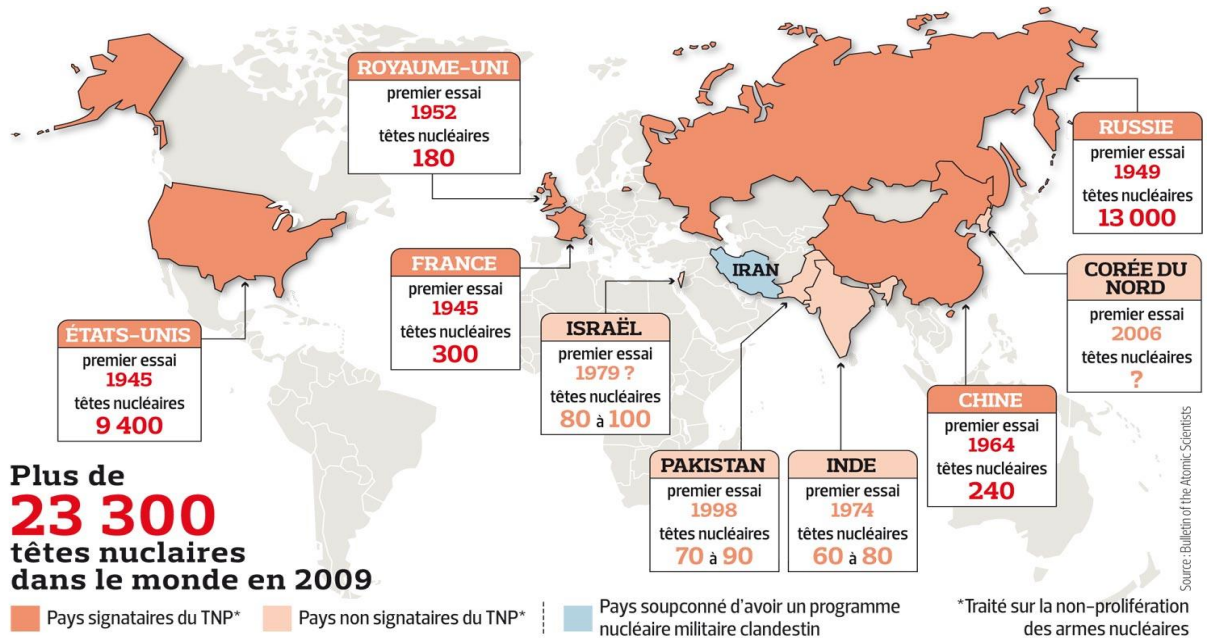 ROYAUME-UNI
premier essai
1952
têtes nucléaires
180
RUSSIE
premier essai
1949
têtes nucléaires
13 000
FRANCE
premier essai
1945
têtes nucléaires
300
IRAN
CORÉE DU
NORD
premier essai
2006
têtes nucléaires
?
ÉTATS-UNIS
premier essai
1945
têtes nucléaires
9 400
ISRAËL
premier essai
1979 ?
têtes nucléaires
80 à 100
CHINE
premier essai
1964
têtes nucléaires
240
PAKISTAN
premier essai
1998
têtes nucléaires
70 à 90
INDE
premier essai
1974
têtes nucléaires
60 à 80
Source : Bulletin of the Atomic Scientists
Plus de
23 300
têtes nuclaires
dans le monde en 2009
Pays signataires du TNP*
Pays non signataires du TNP*
Pays soupconné d'avoir un programme
nucléaire militaire clandestin
*Traité sur la non-prolifération
des armes nucléaires